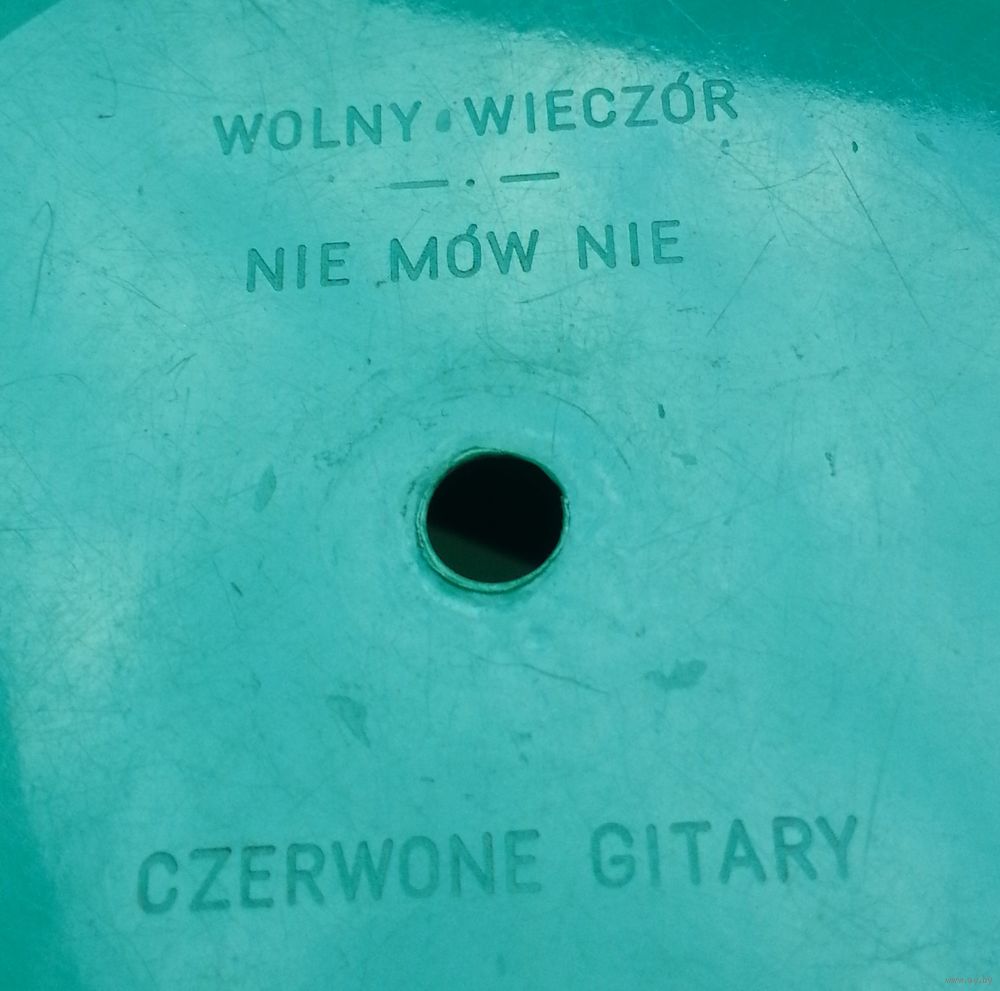 WOLNY WIECZÓR
— . —
NIE MÓW NIE
CZERWONE GITARY